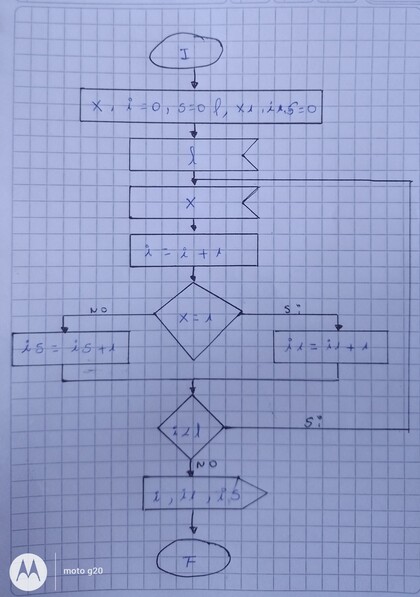 I
x, i=0, s=0 l, x1, i1s=0
l
x
i = i + 1
NO
Si
x = 1
is = is + 1
i1 = i1 + 1
i<l
Si
NO
i, i1, is
F
moto g20